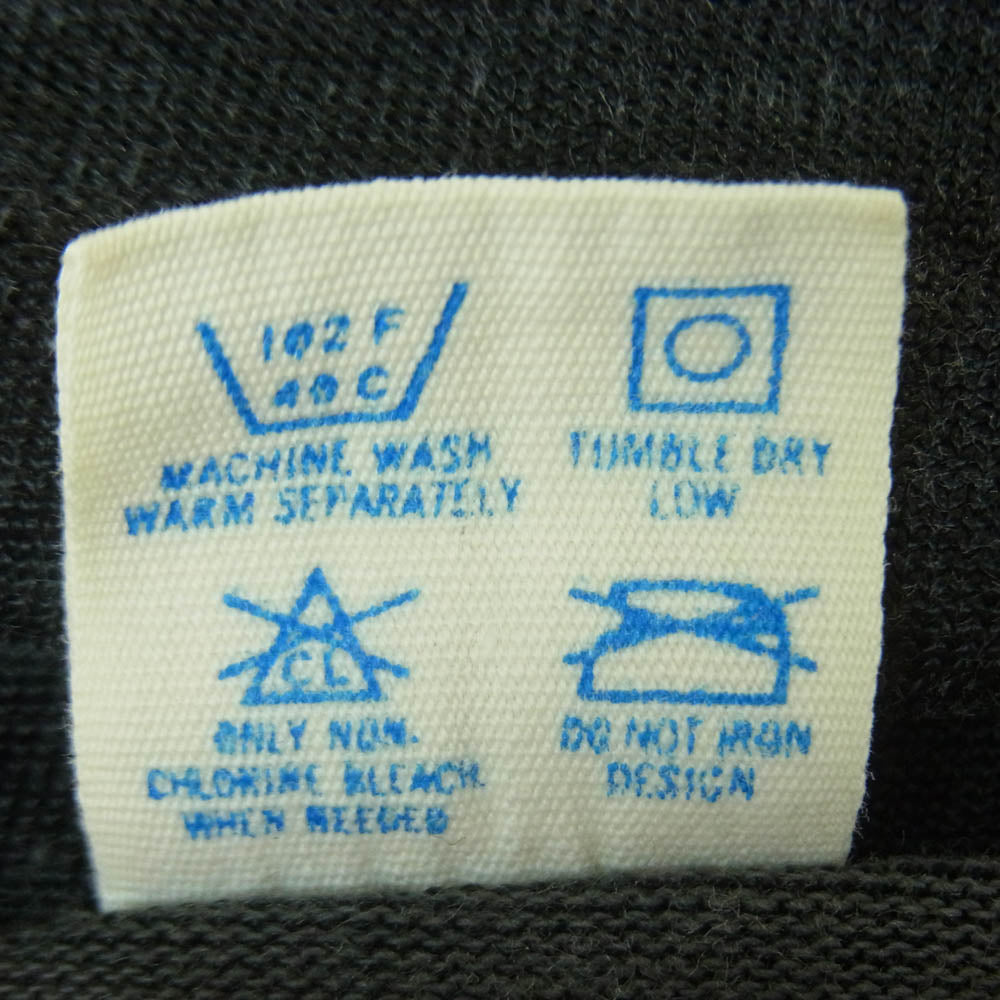 102 F
40 C
MACHINE WASH
WARM SEPARATELY
TUMBLE DRY
LOW
CL
ONLY NON-
CHLORINE BLEACH
WHEN NEEDED
DO NOT IRON
DESIGN